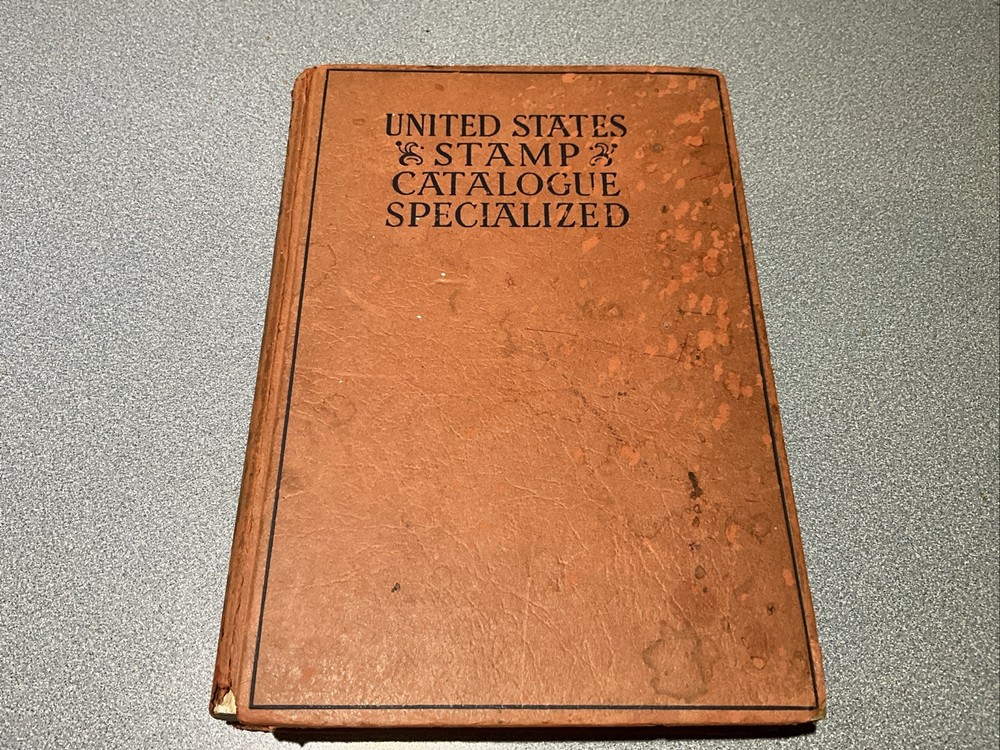 UNITED STATES
STAMP
CATALOGUE
SPECIALIZED